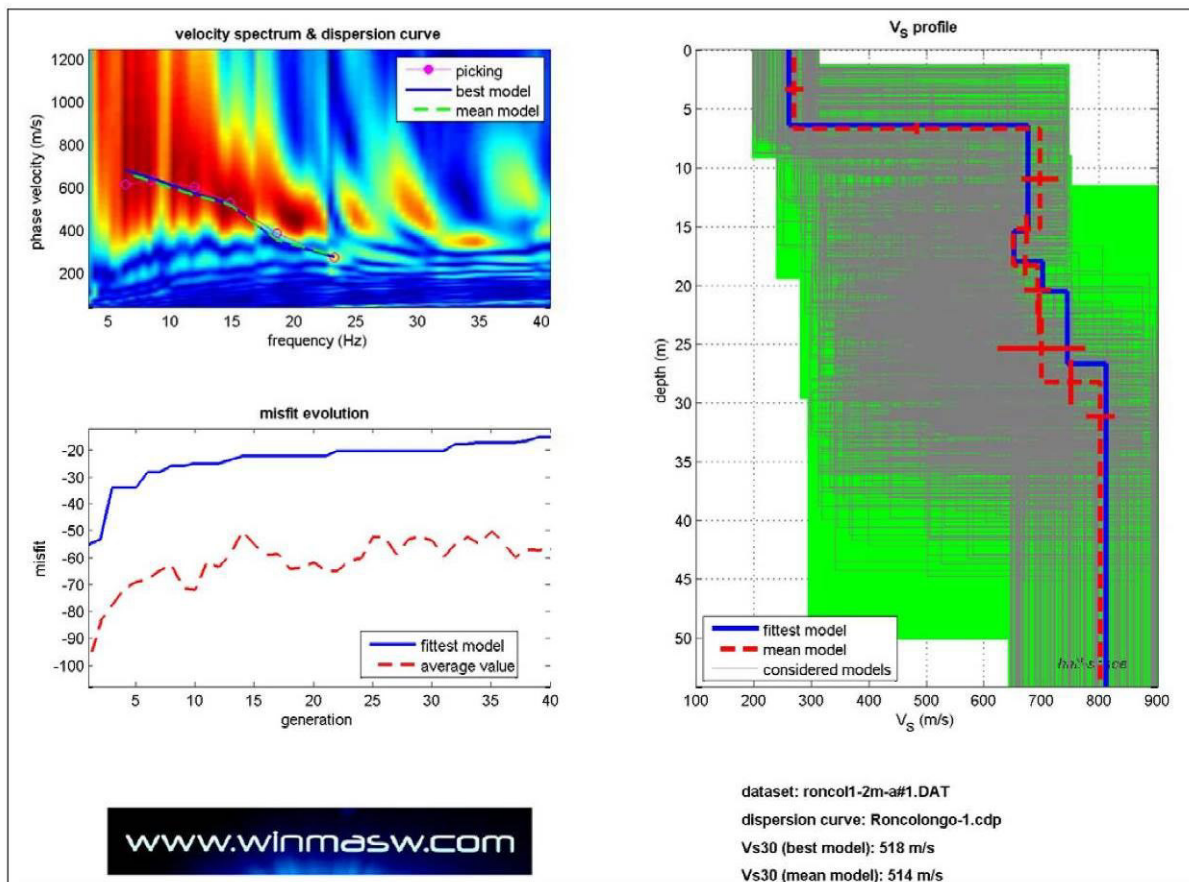 velocity spectrum & dispersion curve
1200
1000
800
600
400
200
phase velocity (m/s)
picking
best model
mean model
5 10 15 20 25 30 35 40
frequency (Hz)
misfit evolution
-20
-30
-40
-50
-60
-70
-80
-90
-100
misfit
fittest model
average value
5 10 15 20 25 30 35 40
generation
www.winmasw.com
VS profile
0
5
10
15
20
25
30
35
40
45
50
depth (m)
fittest model
mean model
considered models
half-space
100 200 300 400 500 600 700 800 900
VS (m/s)
dataset: roncol1-2m-a#1.DAT
dispersion curve: Roncolongo-1.cdp
Vs30 (best model): 518 m/s
Vs30 (mean model): 514 m/s